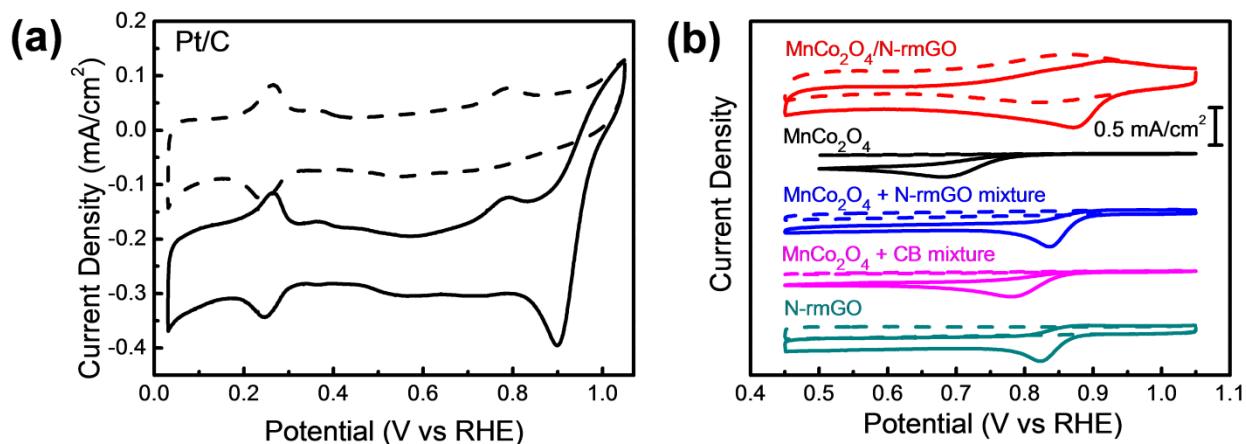 (a)
Pt/C
Current Density (mA/cm²)
0.2
0.1
0.0
-0.1
-0.2
-0.3
-0.4
0.0 0.2 0.4 0.6 0.8 1.0
Potential (V vs RHE)
(b)
Current Density
MnCo₂O₄/N-rmGO
0.5 mA/cm²
MnCo₂O₄
MnCo₂O₄ + N-rmGO mixture
MnCo₂O₄ + CB mixture
N-rmGO
0.4 0.5 0.6 0.7 0.8 0.9 1.0 1.1
Potential (V vs RHE)